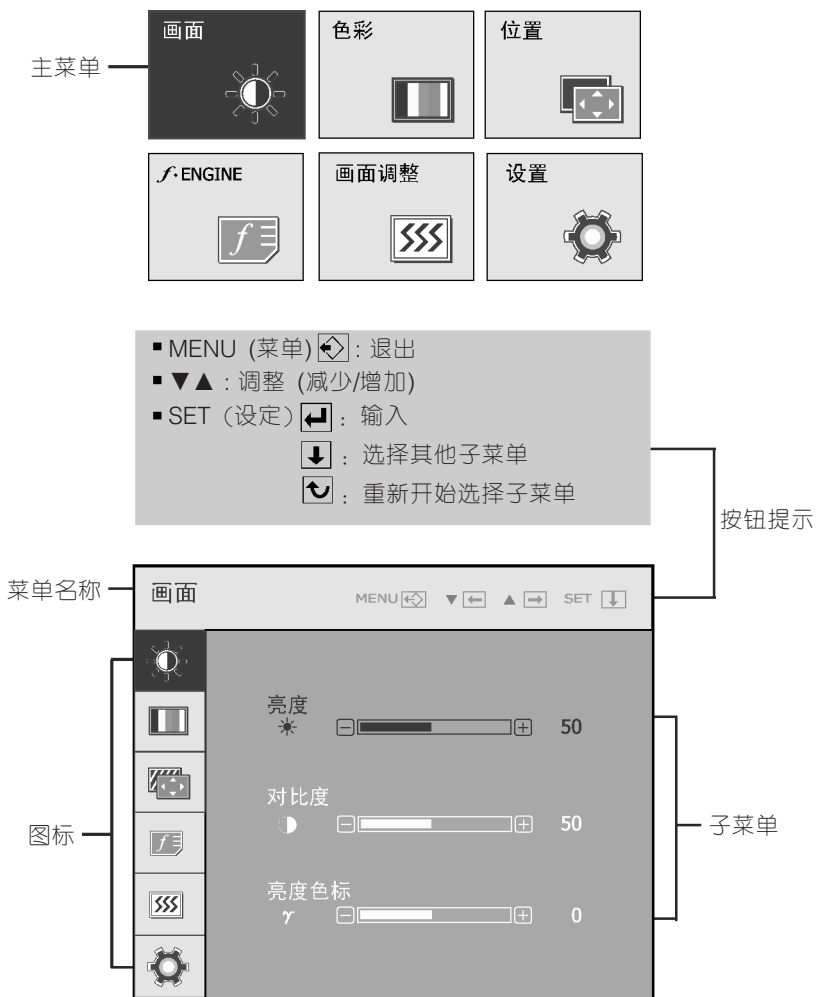 画面 色彩 位置
主菜单
f·ENGINE 画面调整 设置
▪ MENU (菜单) : 退出
▪ ▼▲ : 调整 (减少/增加)
▪ SET (设定) : 输入
: 选择其他子菜单
: 重新开始选择子菜单
按钮提示
菜单名称 画面 MENU ▼ ▲ SET
亮度
50
对比度
50
图标 子菜单
亮度色标
γ 0